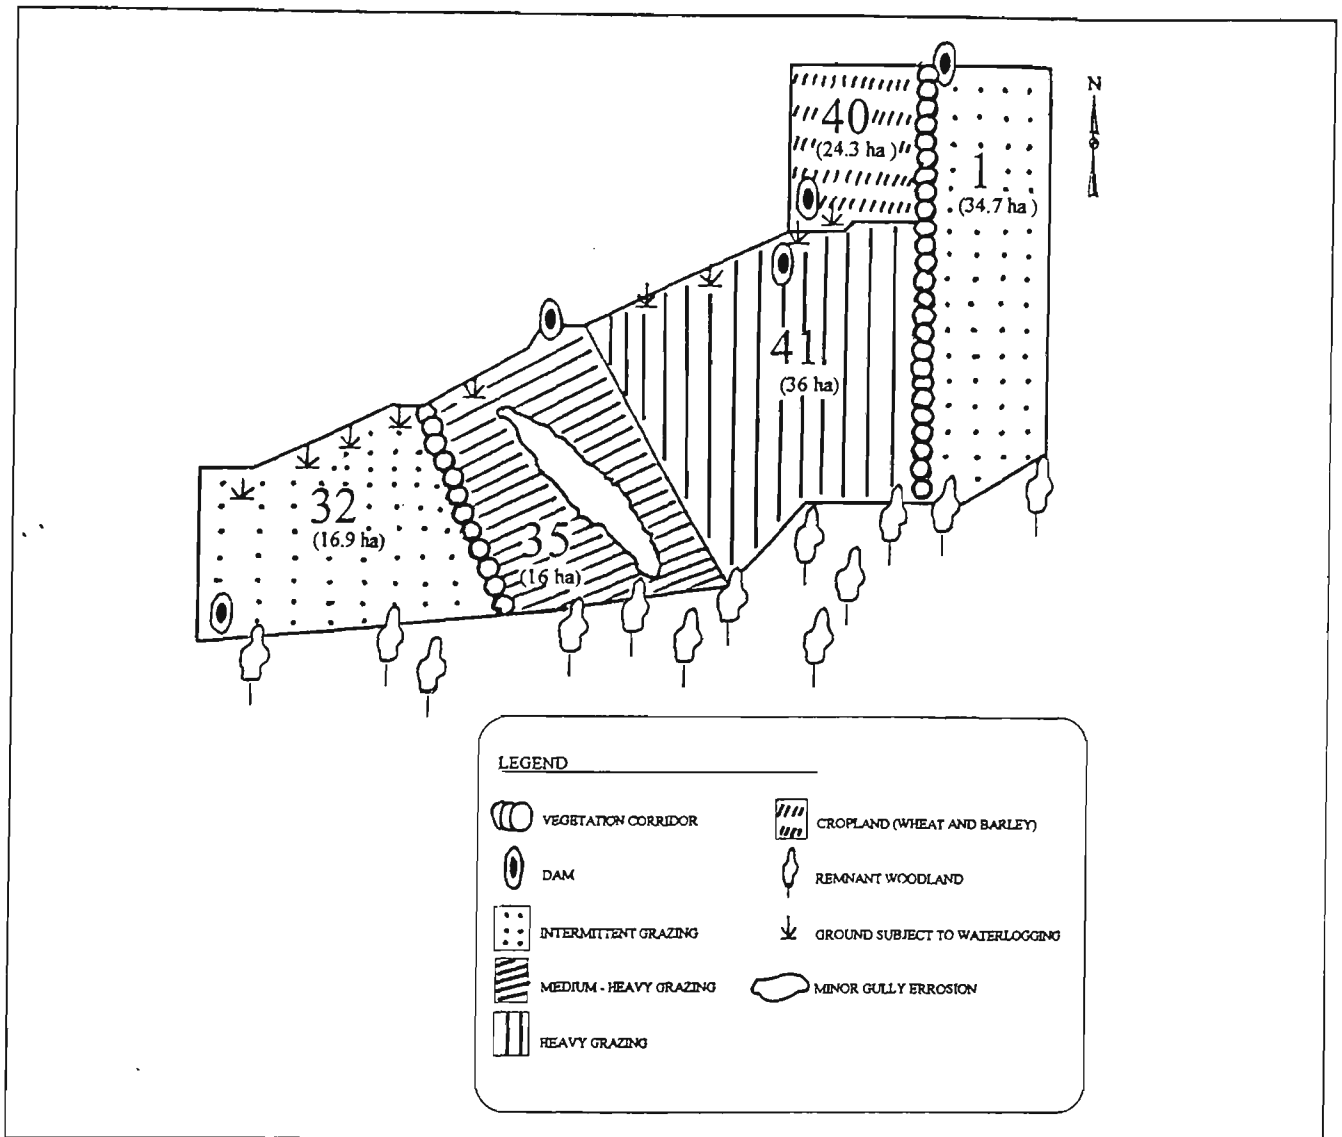 N
40
(24.3 ha )
1
(34.7 ha )
41
(36 ha)
32
(16.9 ha)
35
(16 ha)
LEGEND
VEGETATION CORRIDOR
DAM
INTERMITTENT GRAZING
MEDIUM - HEAVY GRAZING
HEAVY GRAZING
CROPLAND (WHEAT AND BARLEY)
REMNANT WOODLAND
GROUND SUBJECT TO WATERLOGGING
MINOR GULLY ERROSION